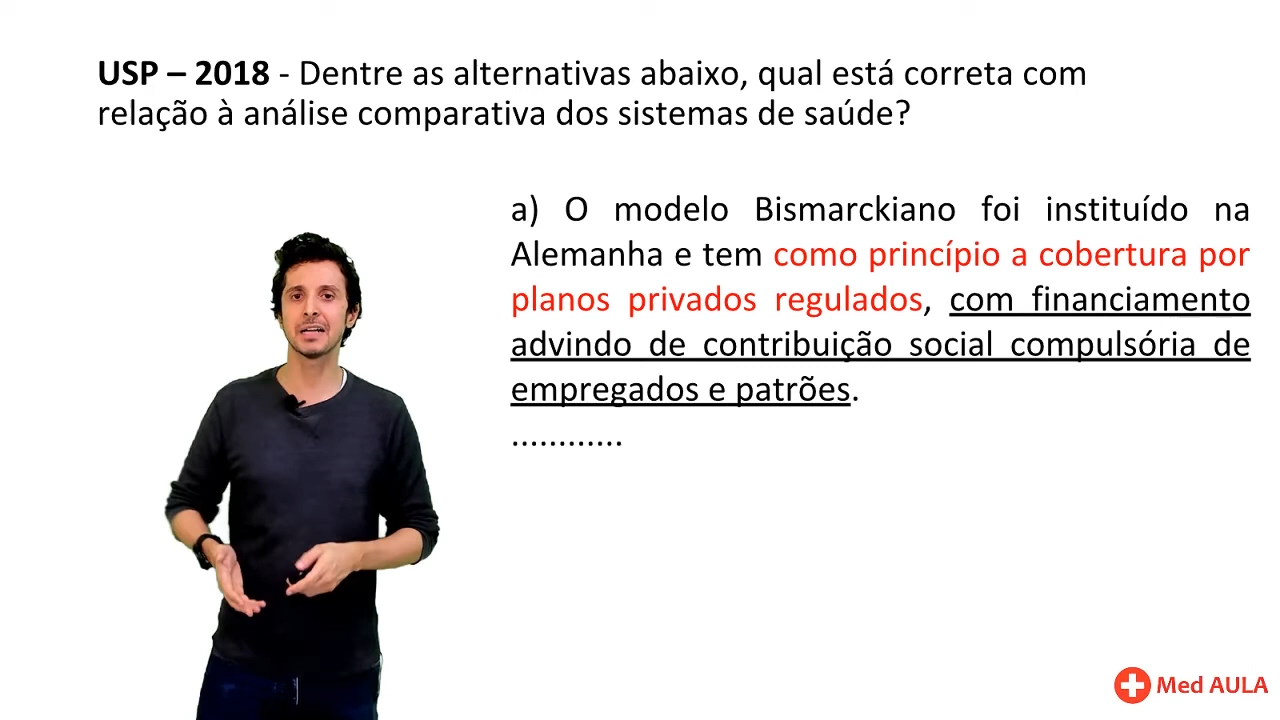 USP – 2018 - Dentre as alternativas abaixo, qual está correta com
relação à análise comparativa dos sistemas de saúde?
a) O modelo Bismarckiano foi instituído na
Alemanha e tem como princípio a cobertura por
planos privados regulados, com financiamento
advindo de contribuição social compulsória de
empregados e patrões.
............
Med AULA